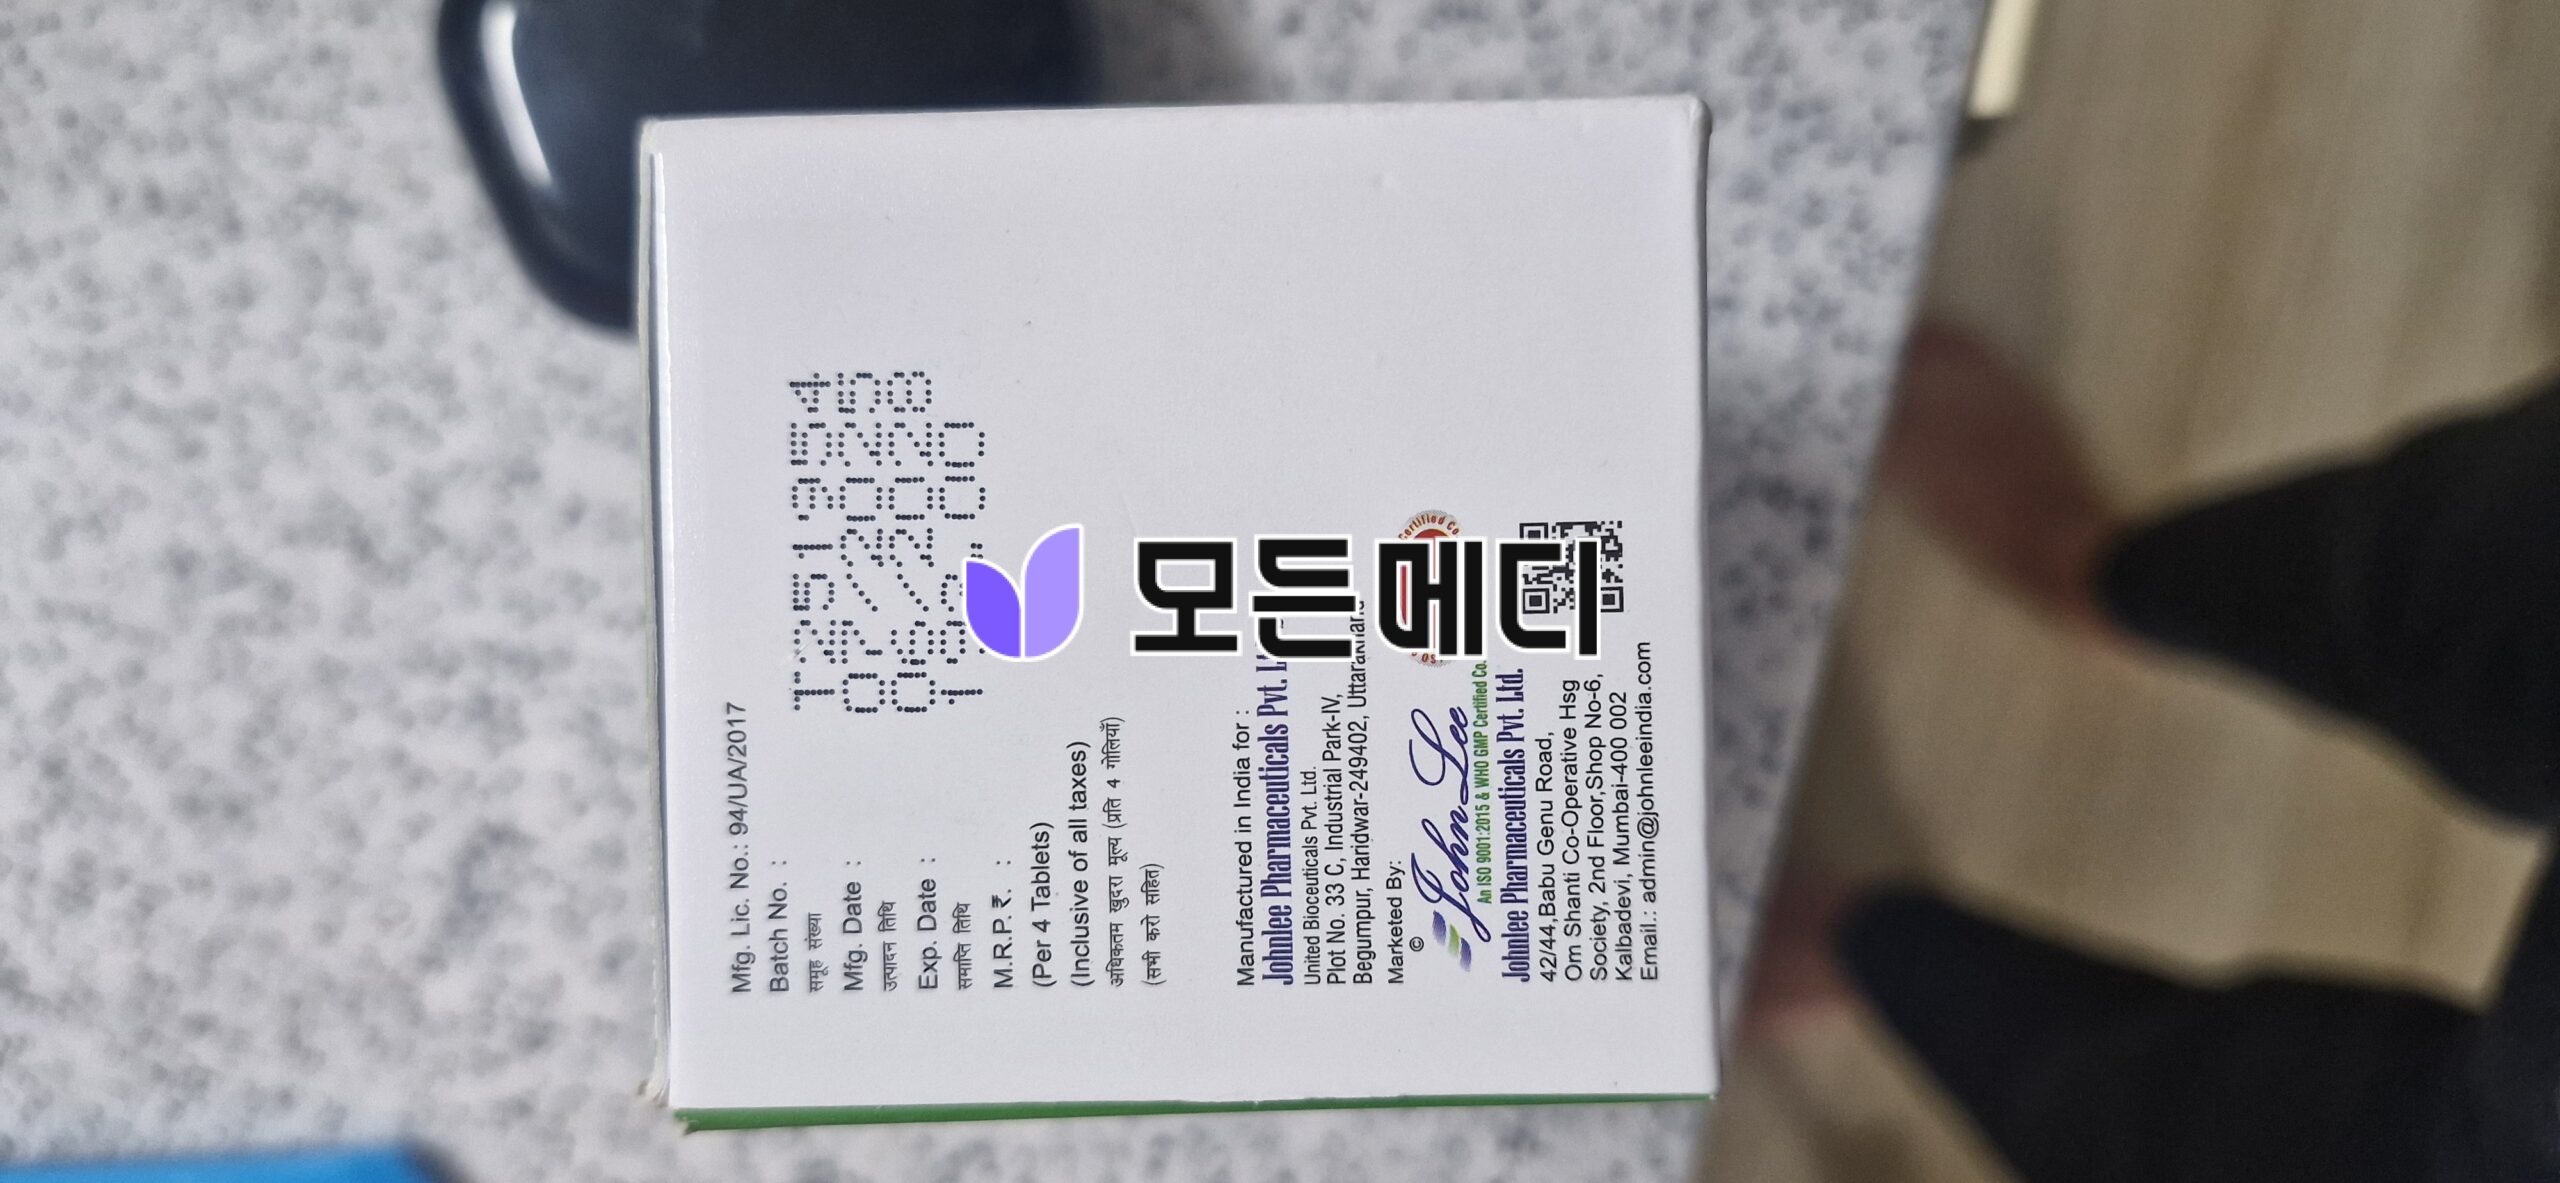 Mfg. Lic. No.: 94/UA/2017
Batch No. :
समूह संख्या
Mfg. Date : 07/2025
उत्पादन तिथि
Exp. Date : 06/2028
समाप्ति तिथि
M.R.P.₹. :
(Per 4 Tablets)
(Inclusive of all taxes)
अधिकतम खुदरा मूल्य (प्रति 4 गोलियाँ)
(सभी करो सहित)
모든메디
Manufactured in India for :
Johnlee Pharmaceuticals Pvt.
United Bioceuticals Pvt. Ltd.
Plot No. 33 C, Industrial Park-IV,
Begumpur, Haridwar-249402, Uttarakhand
Marketed By:
©
John Lee
An ISO 9001:2015 & WHO GMP Certified Co.
Johnlee Pharmaceuticals Pvt. Ltd.
42/44,Babu Genu Road,
Om Shanti Co-Operative Hsg
Society, 2nd Floor,Shop No-6,
Kalbadevi, Mumbai-400 002
Email.: admin@johnleeindia.com